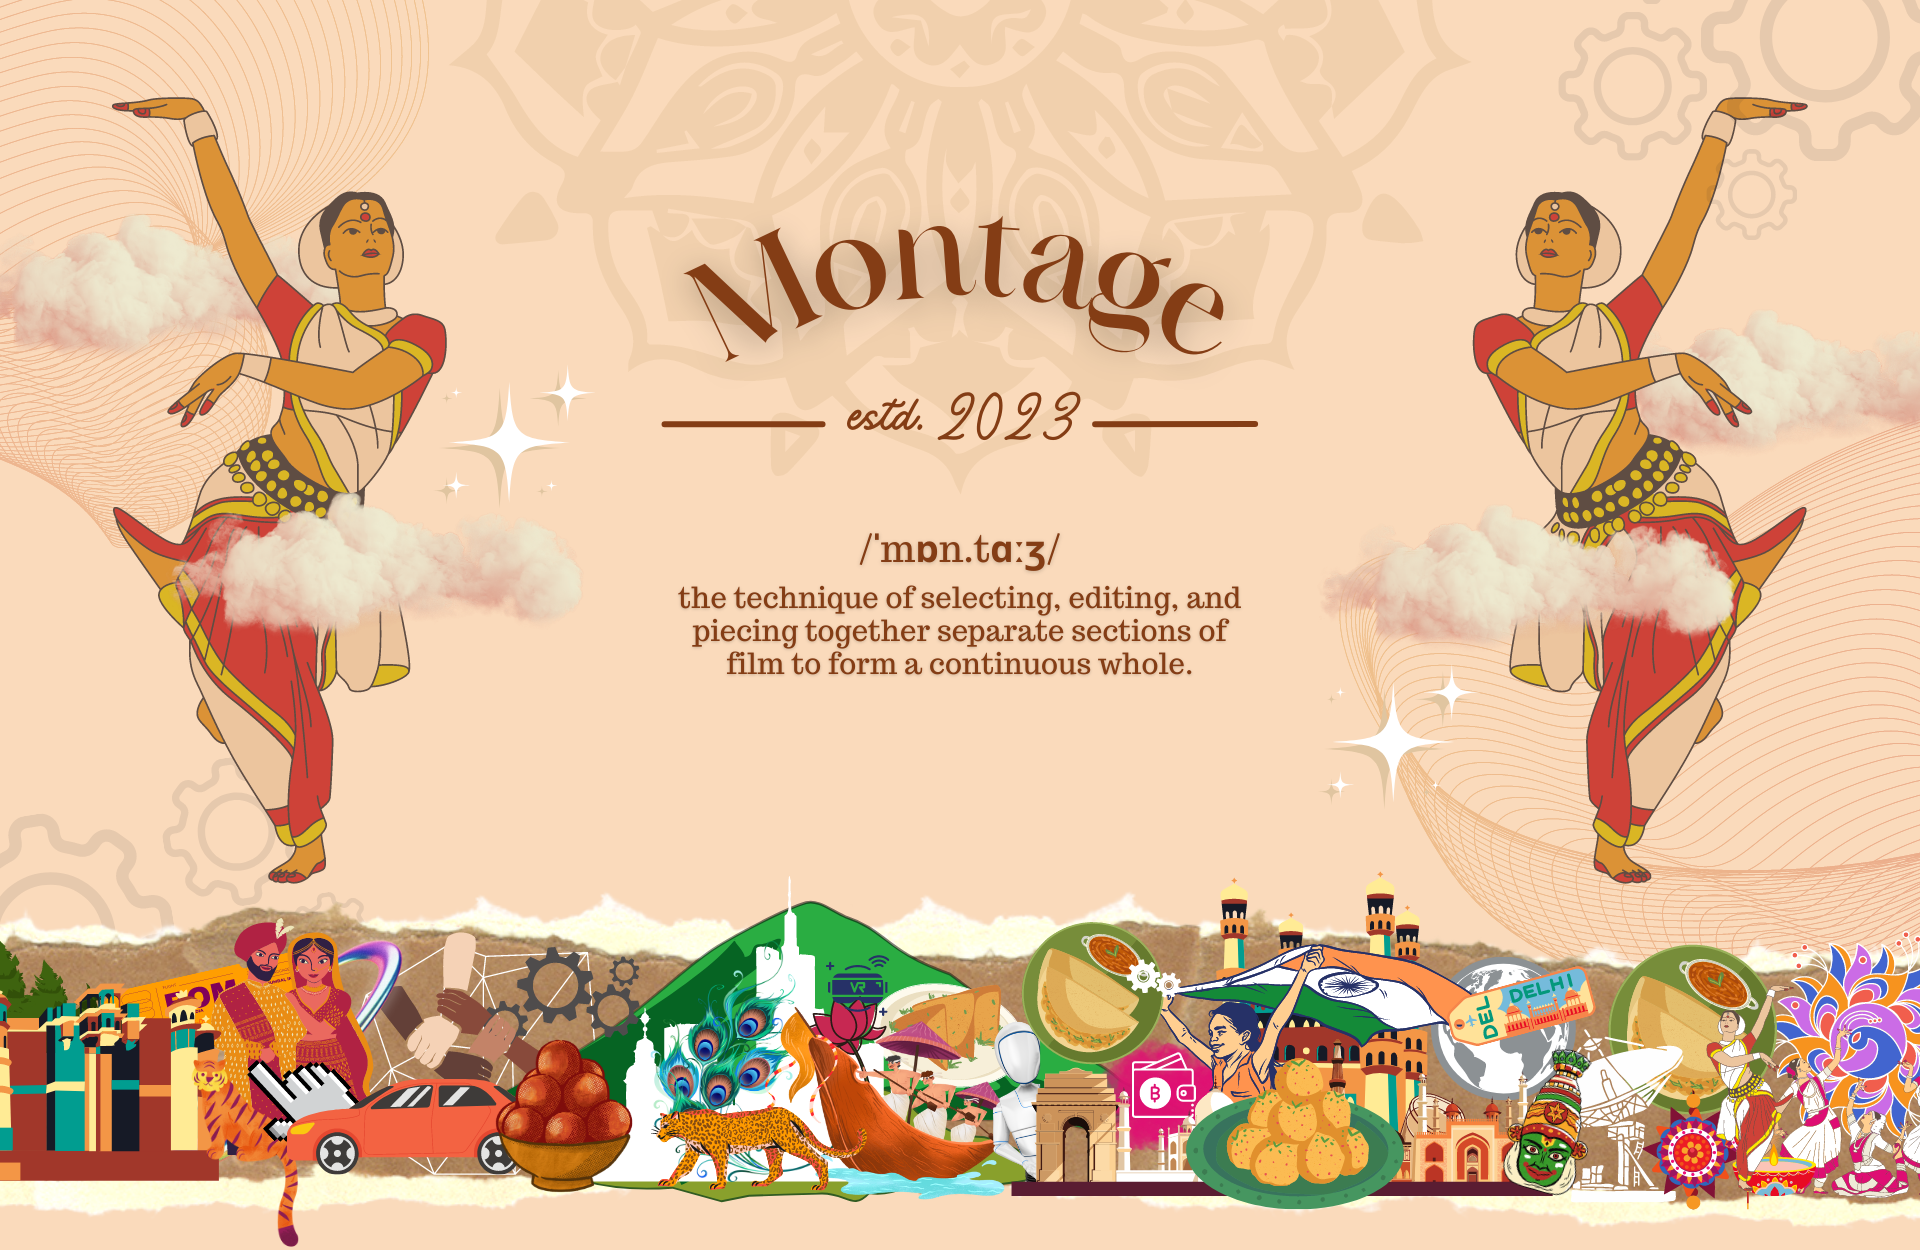 Montage
estd. 2023
/ˈmɒn.tɑːʒ/
the technique of selecting, editing, and
piecing together separate sections of
film to form a continuous whole.
VR
DEL
DELHI